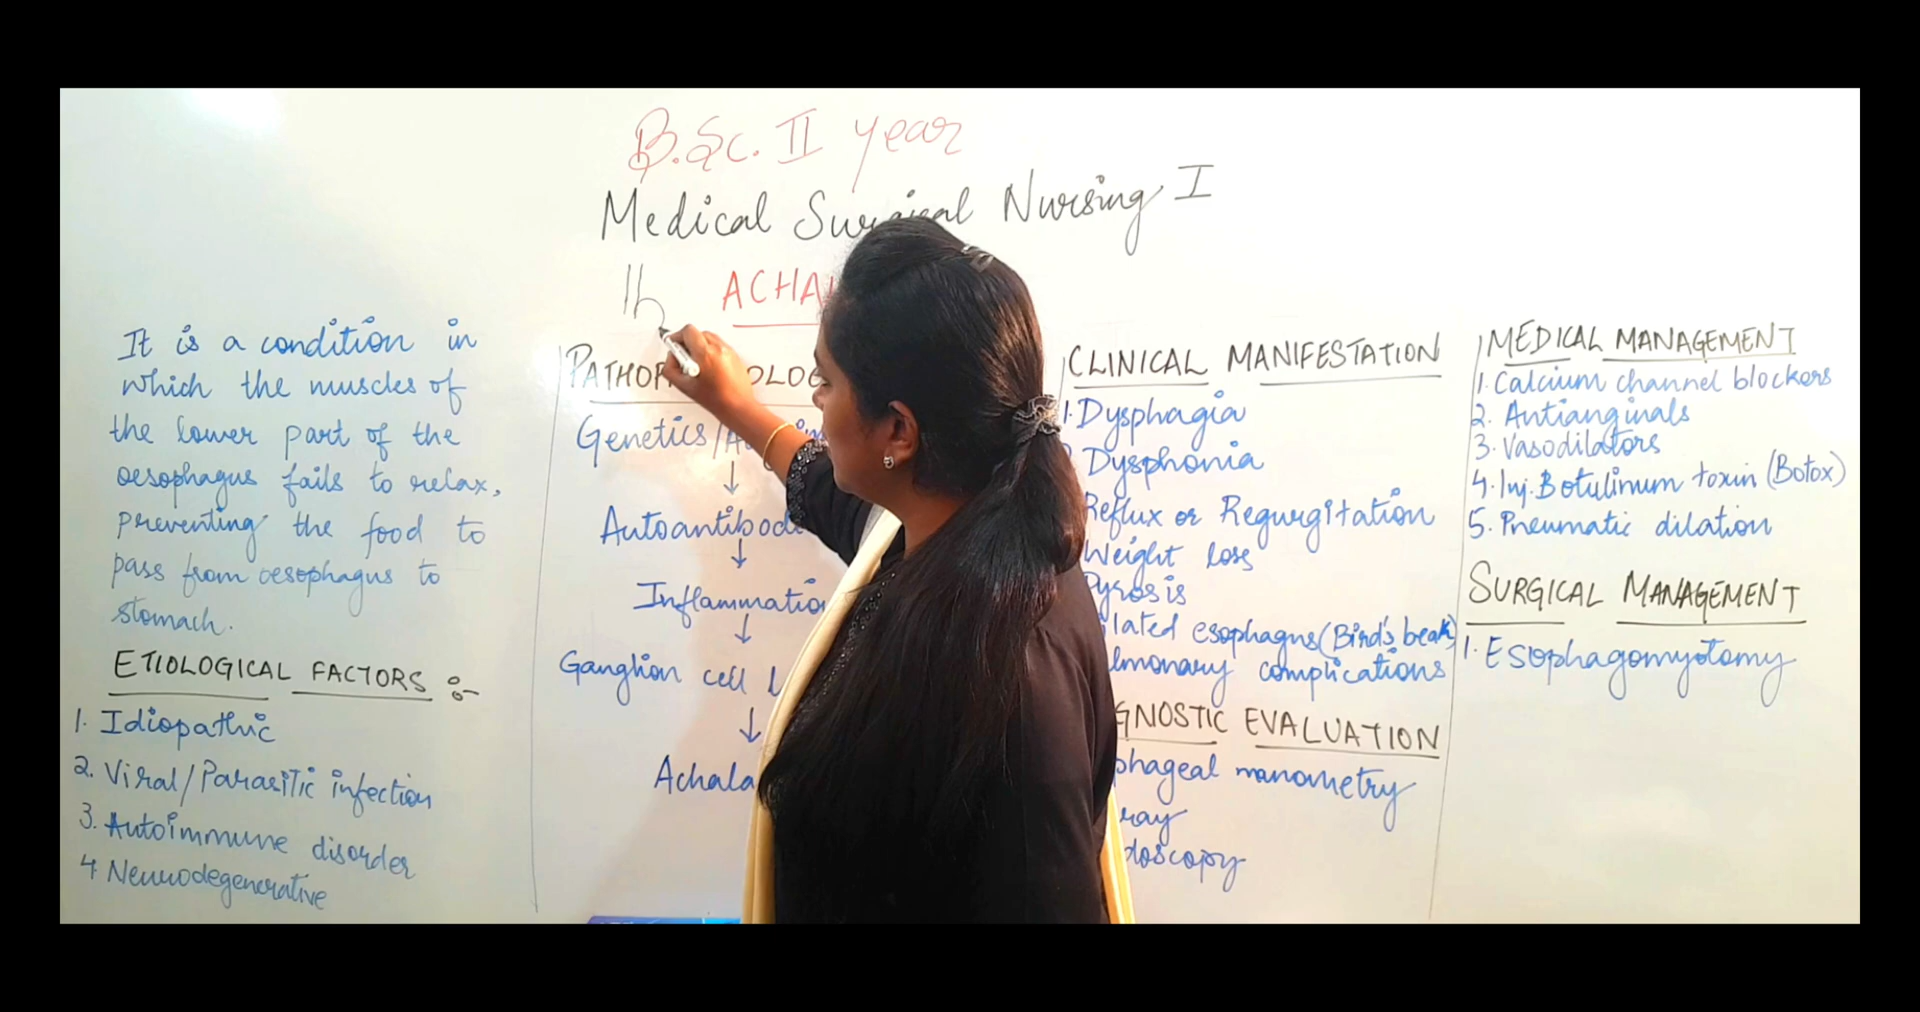 B.Sc. II year
Medical Surgical Nursing I
ACHAL
It is a condition in
which the muscles of
the lower part of the
oesophagus fails to relax,
preventing the food to
pass from oesophagus to
stomach.
ETIOLOGICAL FACTORS :-
1. Idiopathic
2. Viral/Parasitic infection
3. Autoimmune disorder
4. Neurodegenerative
Genetics/
↓
↓
Inflammatio
↓
Ganglion cell
↓
Achala
CLINICAL MANIFESTATION
1. Dysphagia
Dysphonia
Reflux or Regurgitation
Weight loss
Pyrosis
lated esophagus (Bird's beak)
lmonary complications
GNOSTIC EVALUATION
phageal manometry
ray
doscopy
MEDICAL MANAGEMENT
1. Calcium channel blockers
2. Antianginals
3. Vasodilators
4. Inj. Botulinum toxin (Botox)
5. Pneumatic dilation
SURGICAL MANAGEMENT
1. Esophagomyotomy